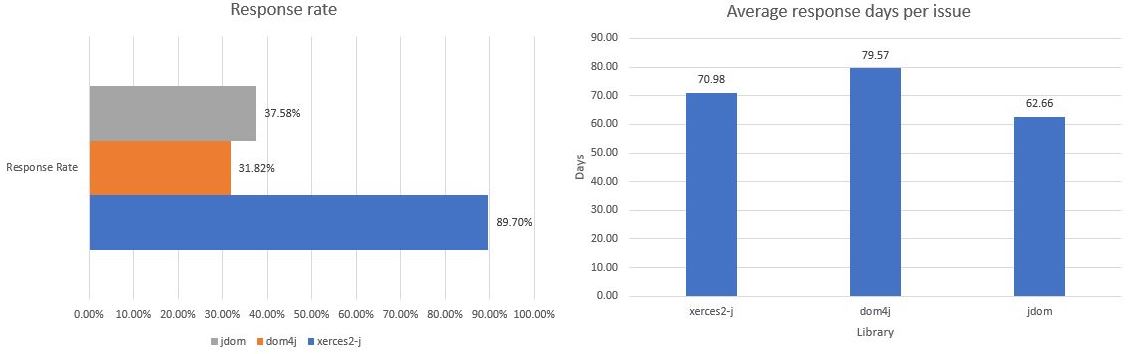 Response rate
37.58%
Response Rate
31.82%
89.70%
0.00% 10.00% 20.00% 30.00% 40.00% 50.00% 60.00% 70.00% 80.00% 90.00% 100.00%
jdom dom4j xerces2-j
Average response days per issue
90.00
80.00
70.00
60.00
50.00
40.00
30.00
20.00
10.00
0.00
Days
70.98
79.57
62.66
xerces2-j dom4j jdom
Library